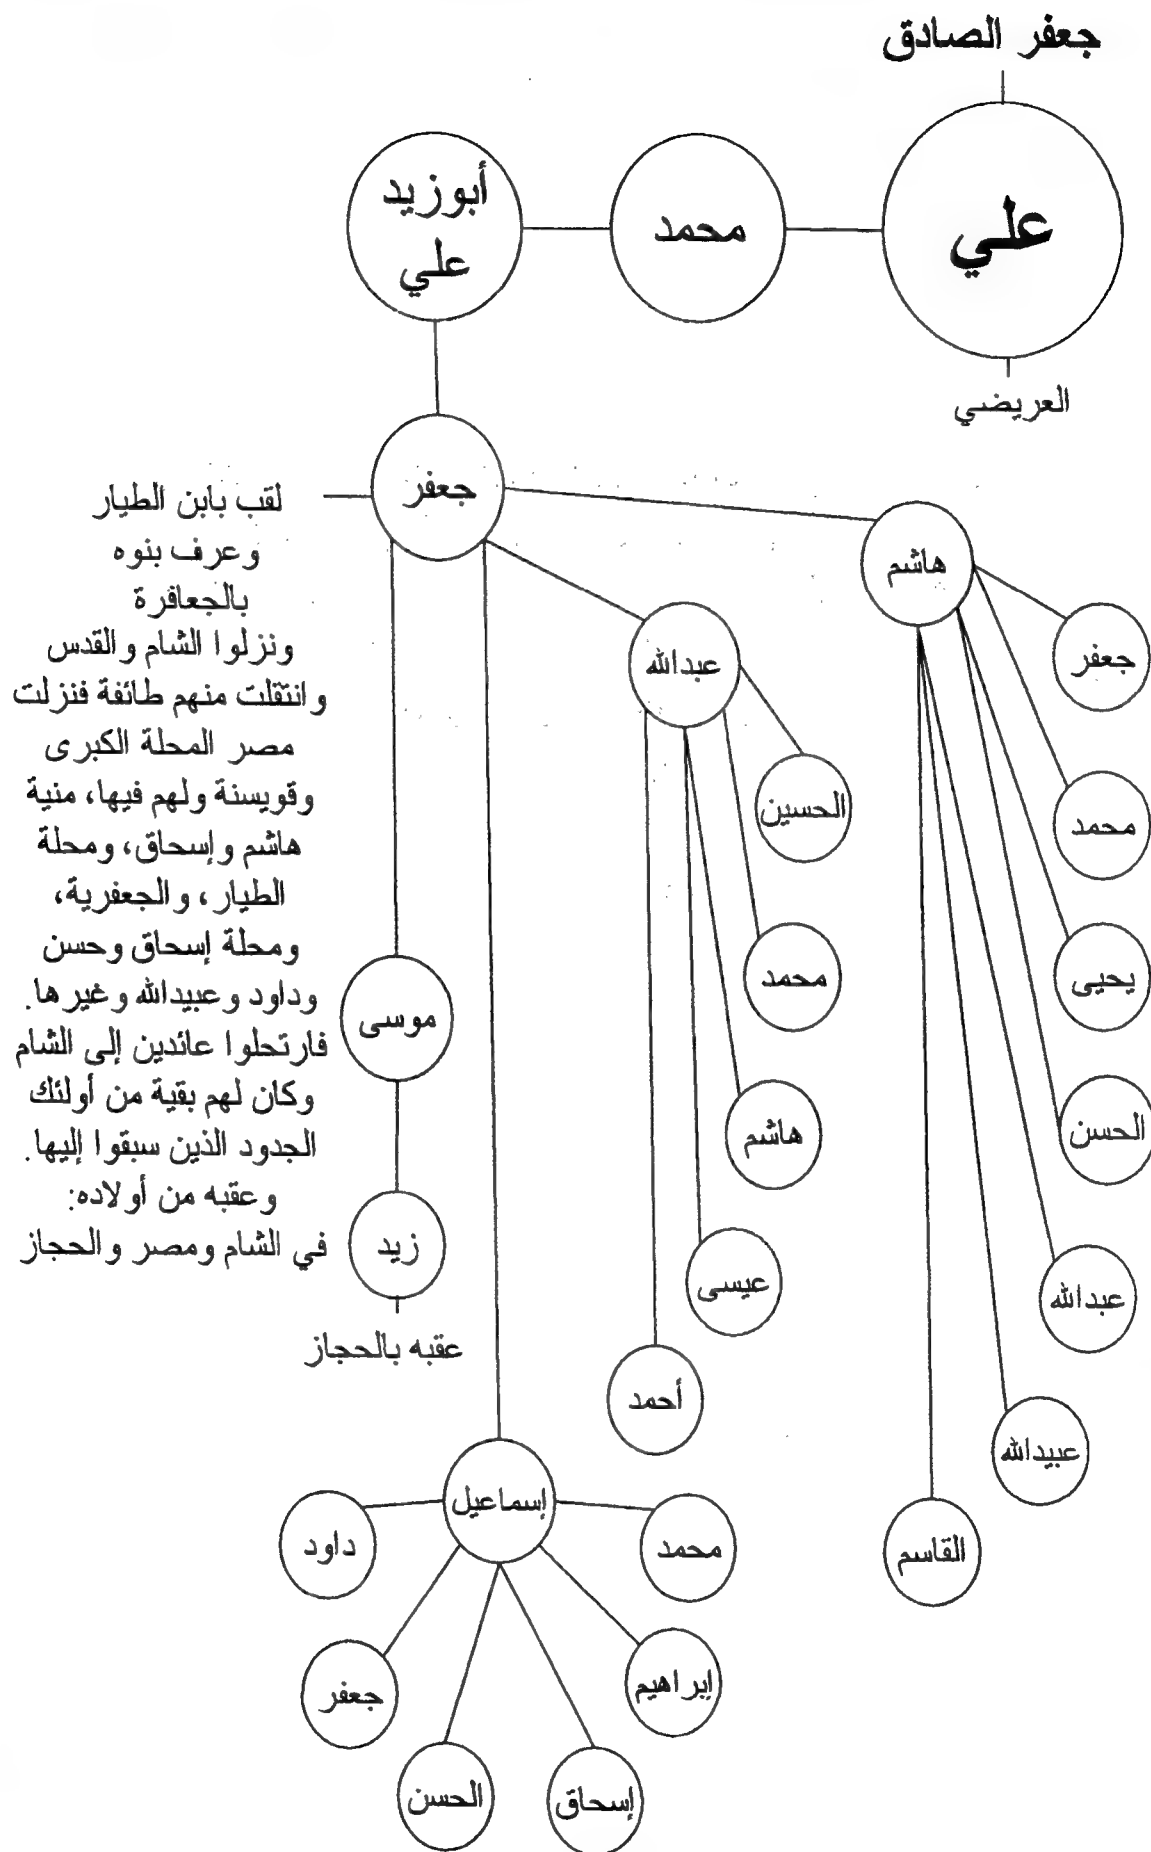 جعفر الصادق
علي
محمد
أبوزيد
علي
العريضي
جعفر
لقب بابن الطيار
وعرف بنوه
بالجعافرة
ونزلوا الشام والقدس
وانتقلت منهم طائفة فنزلت
مصر المحلة الكبرى
وقويسنة ولهم فيها، منية
هاشم وإسحاق، ومحلة
الطيار، والجعفرية،
ومحلة إسحاق وحسن
وداود وعبيدالله وغيرها.
فارتحلوا عائدين إلى الشام
وكان لهم بقية من أولئك
الجدود الذين سبقوا إليها.
وعقبه من أولاده:
في الشام ومصر والحجاز
هاشم
جعفر
محمد
يحيى
الحسن
عبدالله
عبيدالله
القاسم
عبدالله
الحسين
محمد
هاشم
عيسى
أحمد
موسى
زيد
عقبه بالحجاز
إسماعيل
محمد
إبراهيم
إسحاق
الحسن
جعفر
داود